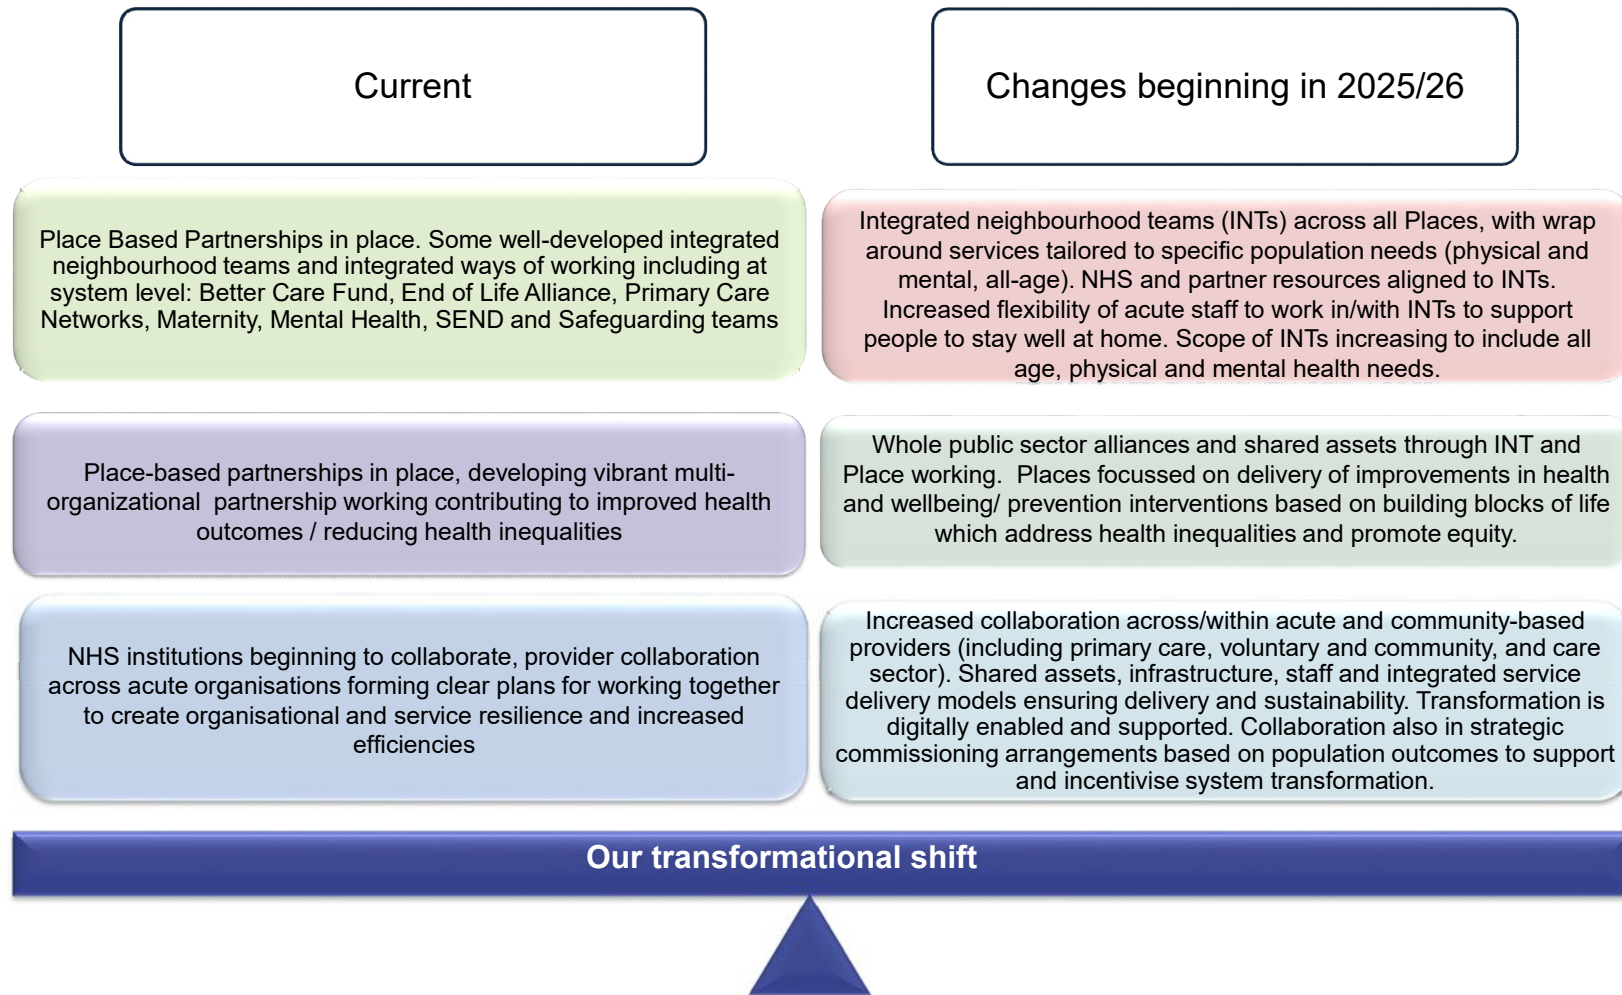 Current
Changes beginning in 2025/26
Place Based Partnerships in place. Some well-developed integrated
neighbourhood teams and integrated ways of working including at
system level: Better Care Fund, End of Life Alliance, Primary Care
Networks, Maternity, Mental Health, SEND and Safeguarding teams
Integrated neighbourhood teams (INTs) across all Places, with wrap
around services tailored to specific population needs (physical and
mental, all-age). NHS and partner resources aligned to INTs.
Increased flexibility of acute staff to work in/with INTs to support
people to stay well at home. Scope of INTs increasing to include all
age, physical and mental health needs.
Place-based partnerships in place, developing vibrant multi-
organizational  partnership working contributing to improved health
outcomes / reducing health inequalities
Whole public sector alliances and shared assets through INT and
Place working.  Places focussed on delivery of improvements in health
and wellbeing/ prevention interventions based on building blocks of life
which address health inequalities and promote equity.
NHS institutions beginning to collaborate, provider collaboration
across acute organisations forming clear plans for working together
to create organisational and service resilience and increased
efficiencies
Increased collaboration across/within acute and community-based
providers (including primary care, voluntary and community, and care
sector). Shared assets, infrastructure, staff and integrated service
delivery models ensuring delivery and sustainability. Transformation is
digitally enabled and supported. Collaboration also in strategic
commissioning arrangements based on population outcomes to support
and incentivise system transformation.
Our transformational shift